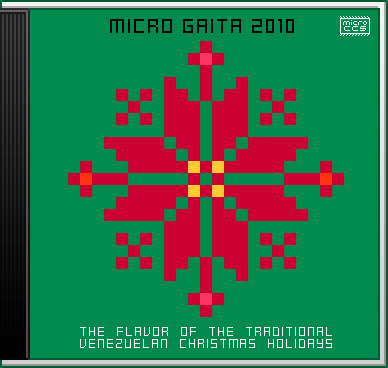 MICRO GAITA 2010
micro
CCS
THE FLAVOR OF THE TRADITIONAL
VENEZUELAN CHRISTMAS HOLIDAYS